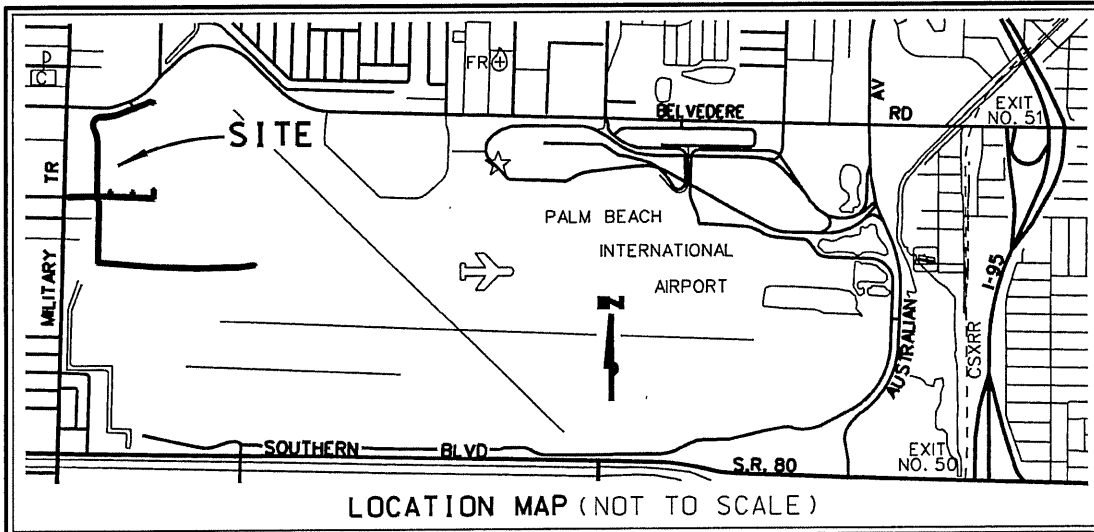 P
C
FR
BELVEDERE
RD
AV
EXIT
NO. 51
SITE
MILITARY TR
PALM BEACH
INTERNATIONAL
AIRPORT
N
I-95
CSXRR
AUSTRALIAN
SOUTHERN BLVD
S.R. 80
EXIT
NO. 50
LOCATION MAP (NOT TO SCALE)